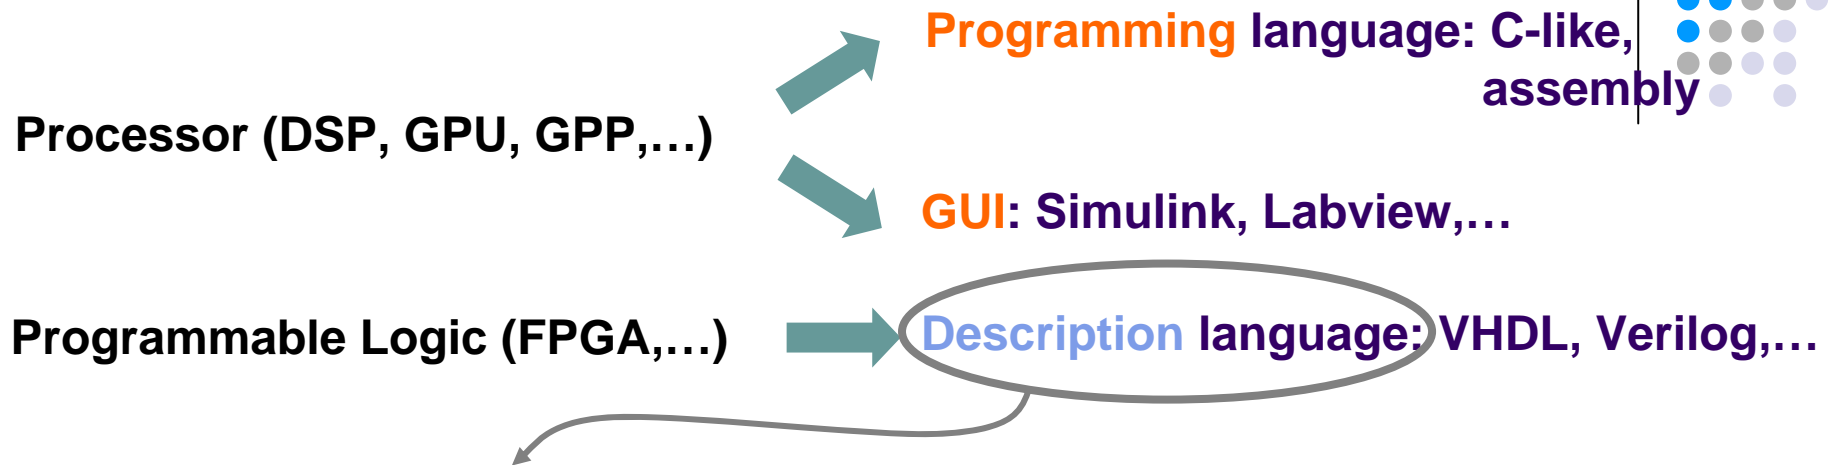 Programming language: C-like,
assembly
Processor (DSP, GPU, GPP,…)
GUI: Simulink, Labview,…
Programmable Logic (FPGA,…)
Description language: VHDL, Verilog,…